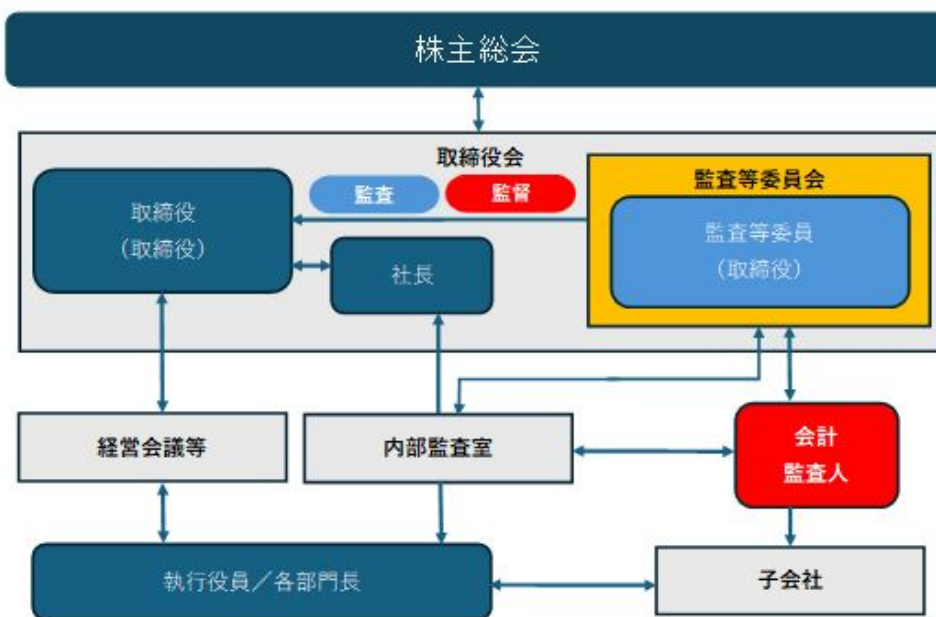 株主総会
取締役会
監査
監督
監査等委員会
取締役
（取締役）
監査等委員
（取締役）
社長
経営会議等
内部監査室
会計
監査人
執行役員／各部門長
子会社